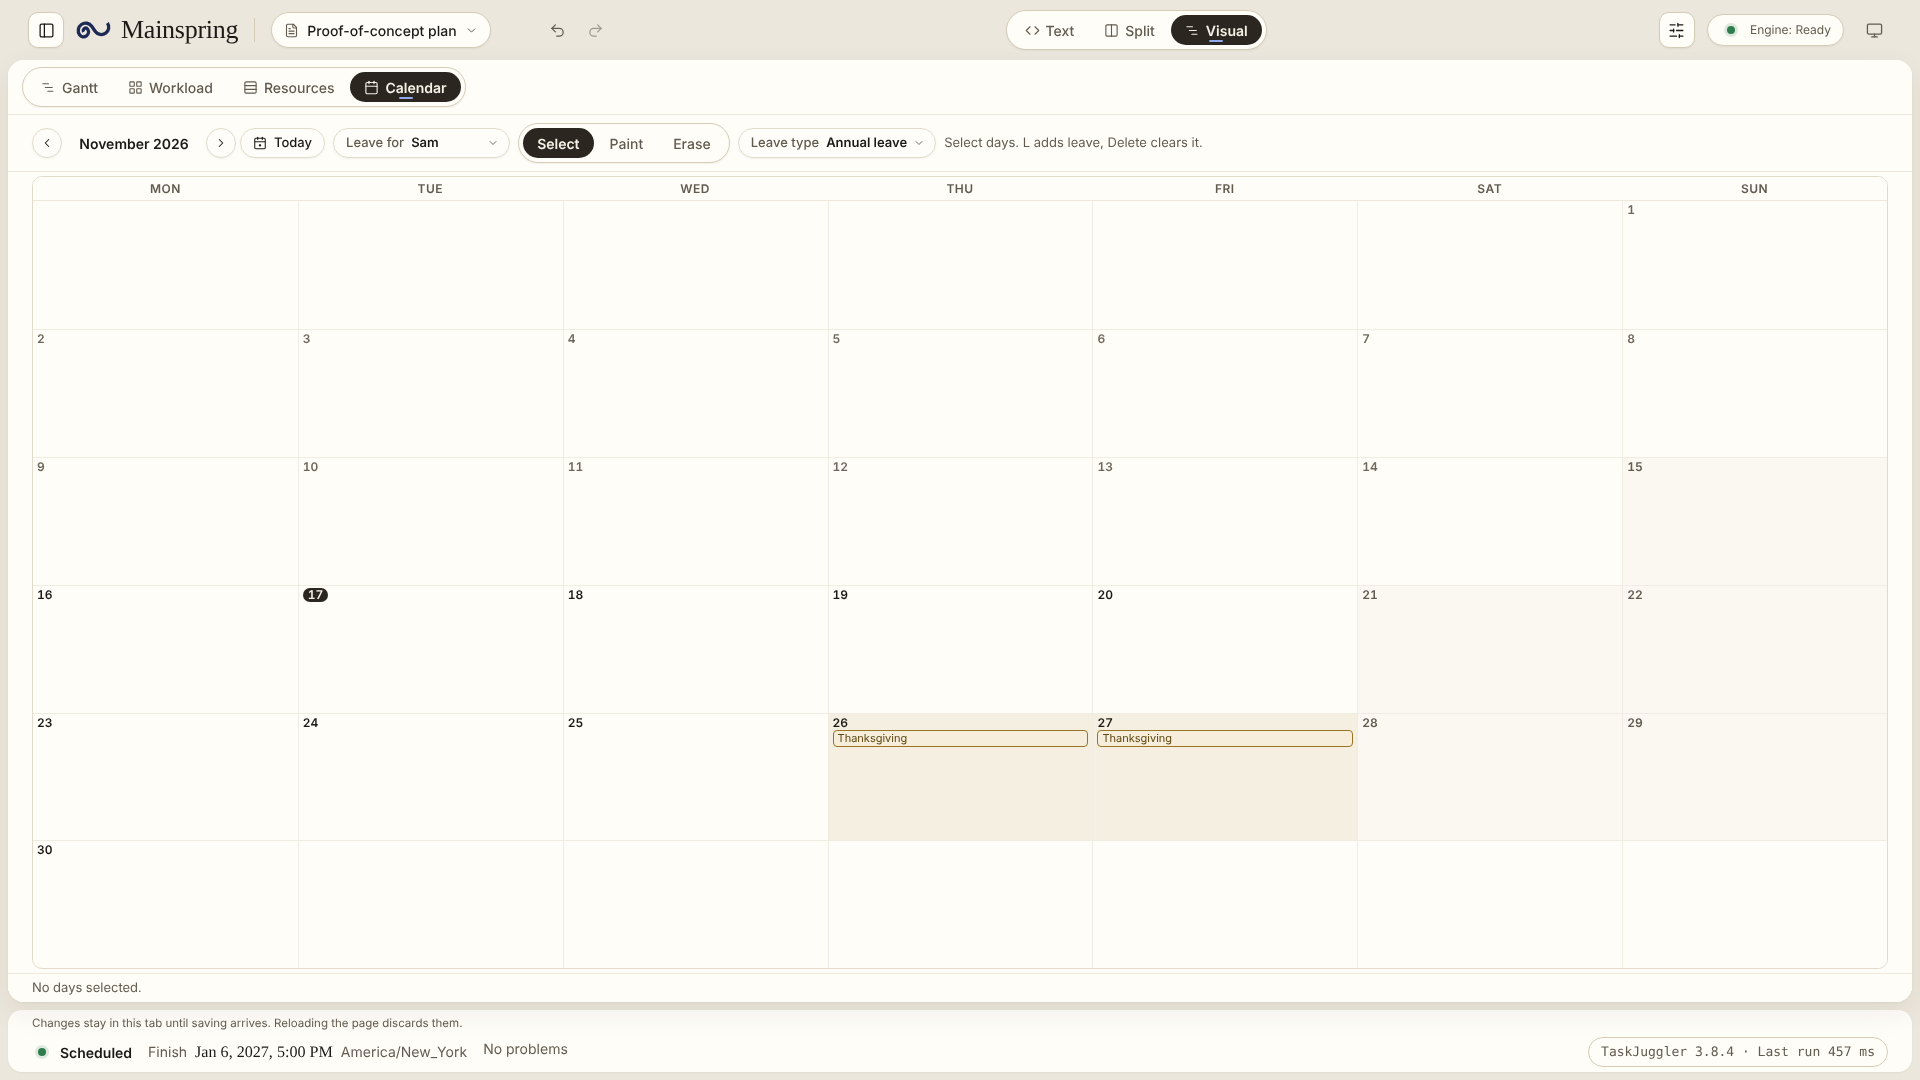 Mainspring
Proof-of-concept plan
Text Split Visual
Engine: Ready
Gantt Workload Resources Calendar
November 2026 Today Leave for Sam Select Paint Erase Leave type Annual leave Select days. L adds leave, Delete clears it.
MON TUE WED THU FRI SAT SUN
1
2 3 4 5 6 7 8
9 10 11 12 13 14 15
16 17 18 19 20 21 22
23 24 25 26 27 28 29
Thanksgiving Thanksgiving
30
No days selected.
Changes stay in this tab until saving arrives. Reloading the page discards them.
Scheduled Finish Jan 6, 2027, 5:00 PM America/New_York No problems
TaskJuggler 3.8.4 · Last run 457 ms